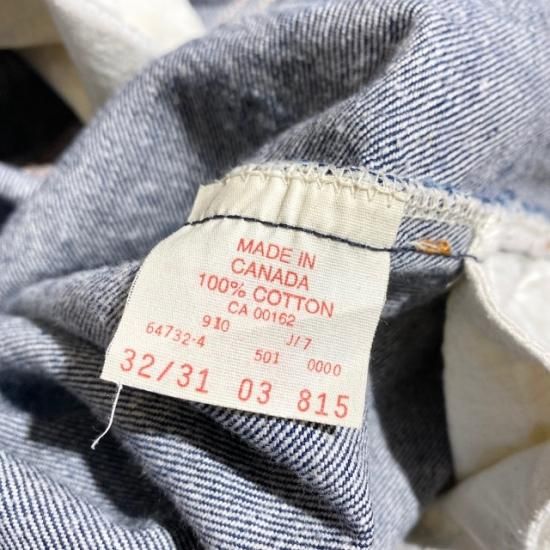 MADE IN
CANADA
100% COTTON
CA 00162
910 J/7
64732-4 501 0000
32/31 03 815